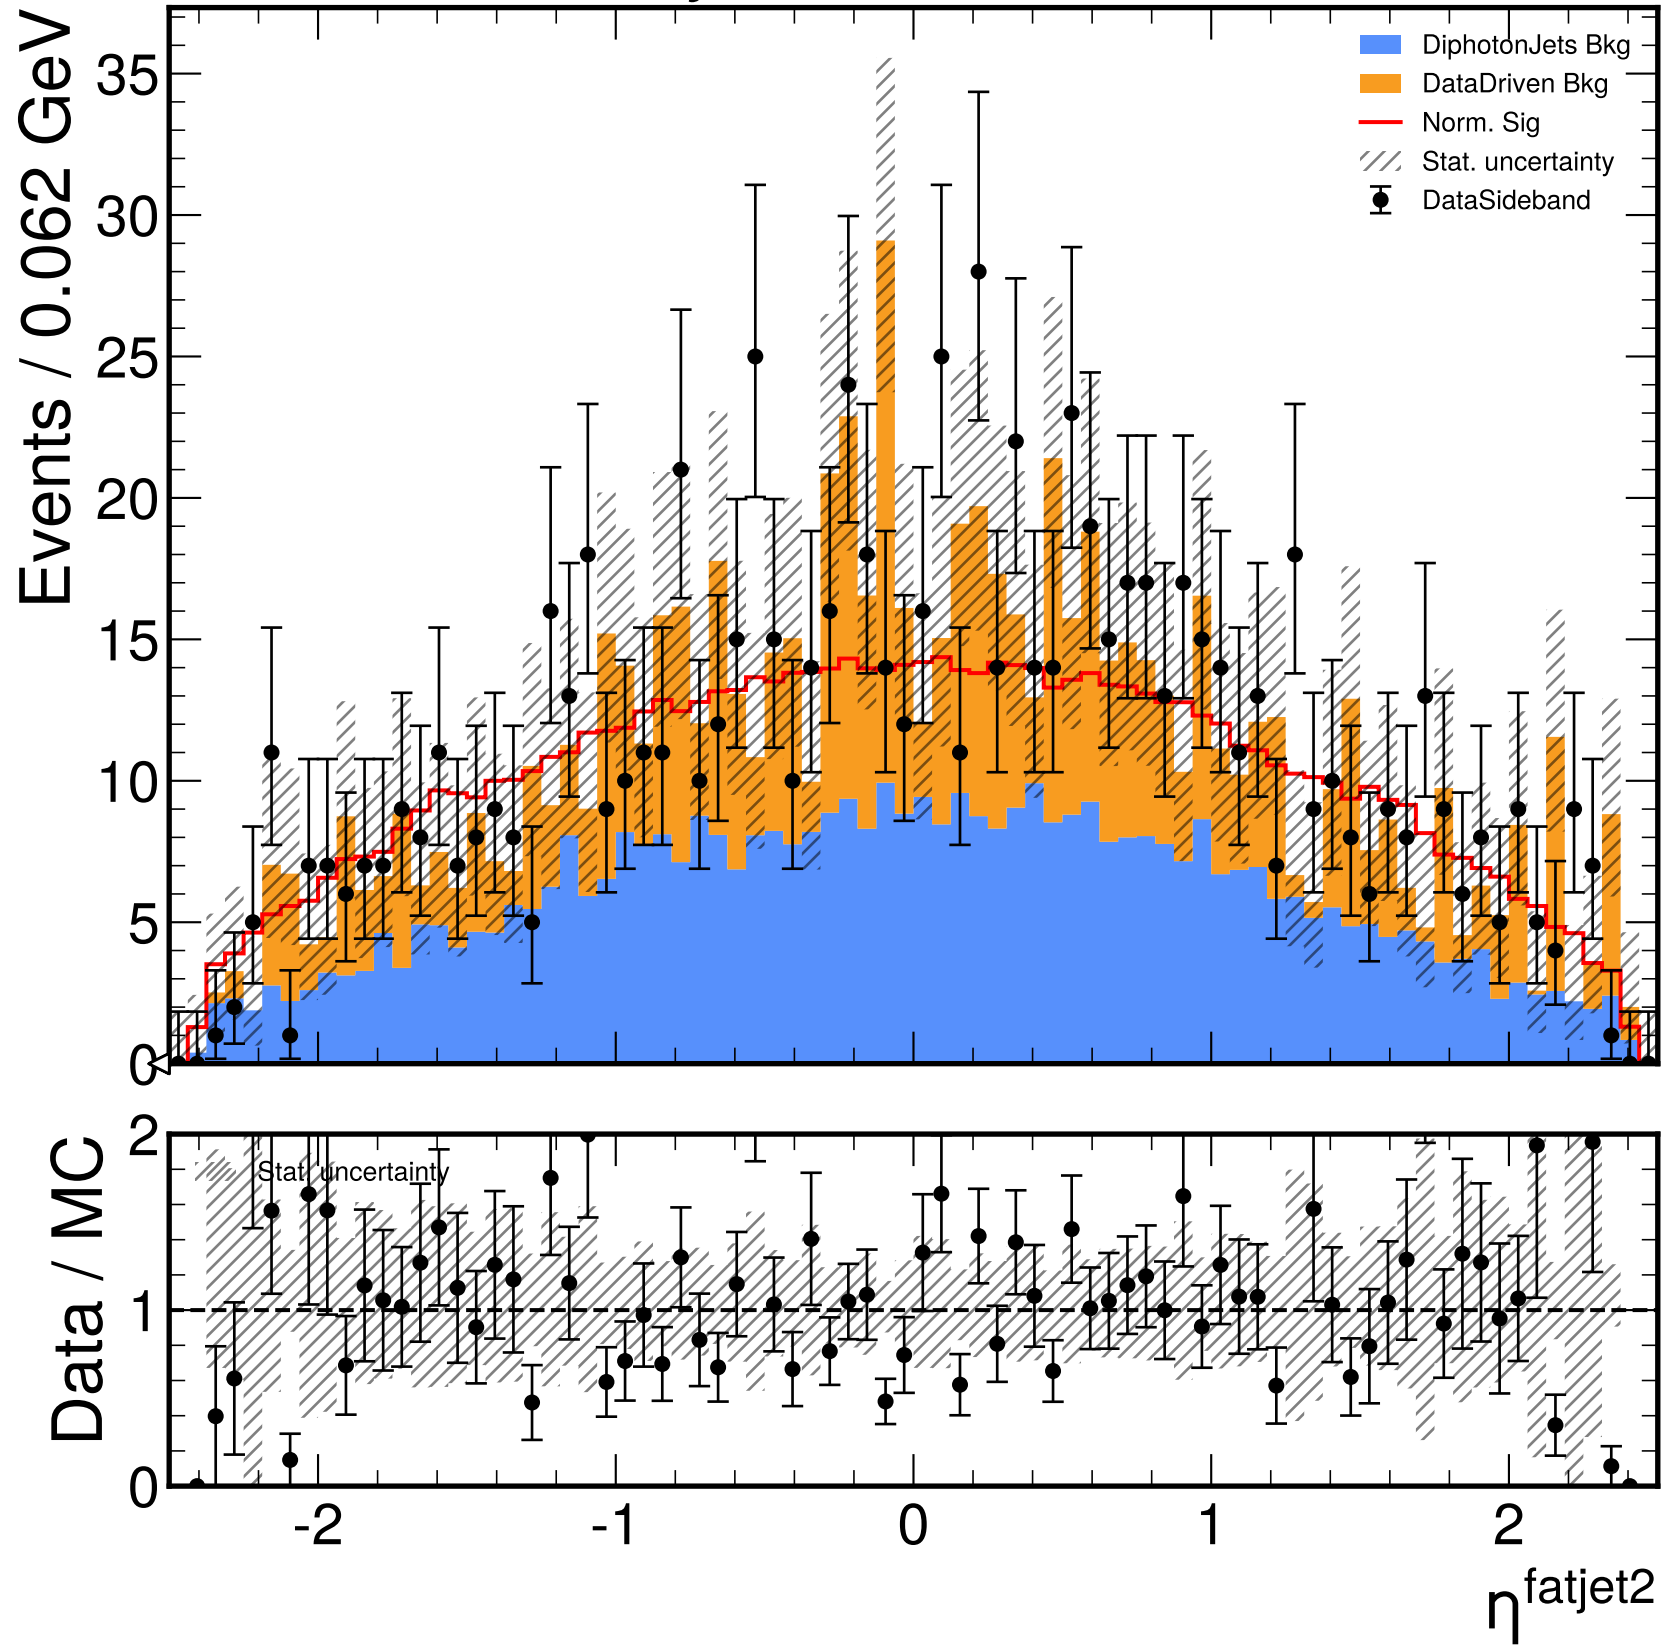 Events / 0.062 GeV
35
30
25
20
15
10
5
0
DiphotonJets Bkg
DataDriven Bkg
Norm. Sig
Stat. uncertainty
DataSideband
Data / MC
2
1
0
Stat. uncertainty
-2 -1 0 1 2
η^fatjet2